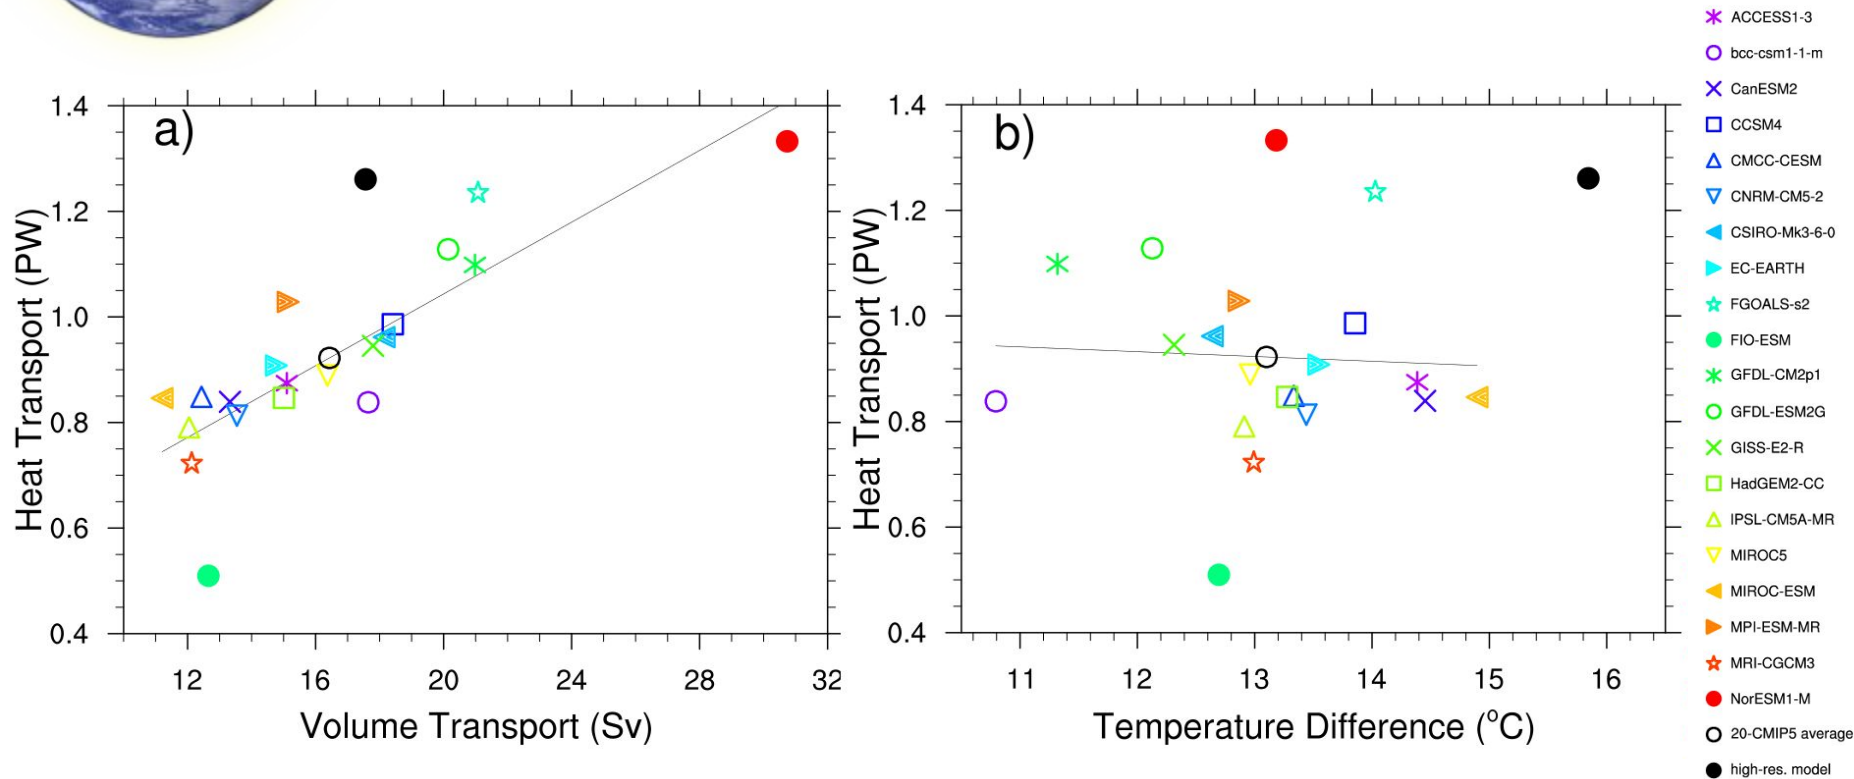 a)
1.4
1.2
1.0
0.8
0.6
0.4
Heat Transport (PW)
12 16 20 24 28 32
Volume Transport (Sv)
b)
1.4
1.2
1.0
0.8
0.6
0.4
Heat Transport (PW)
11 12 13 14 15 16
Temperature Difference (°C)
ACCESS1-3
bcc-csm1-1-m
CanESM2
CCSM4
CMCC-CESM
CNRM-CM5-2
CSIRO-Mk3-6-0
EC-EARTH
FGOALS-s2
FIO-ESM
GFDL-CM2p1
GFDL-ESM2G
GISS-E2-R
HadGEM2-CC
IPSL-CM5A-MR
MIROC5
MIROC-ESM
MPI-ESM-MR
MRI-CGCM3
NorESM1-M
20-CMIP5 average
high-res. model